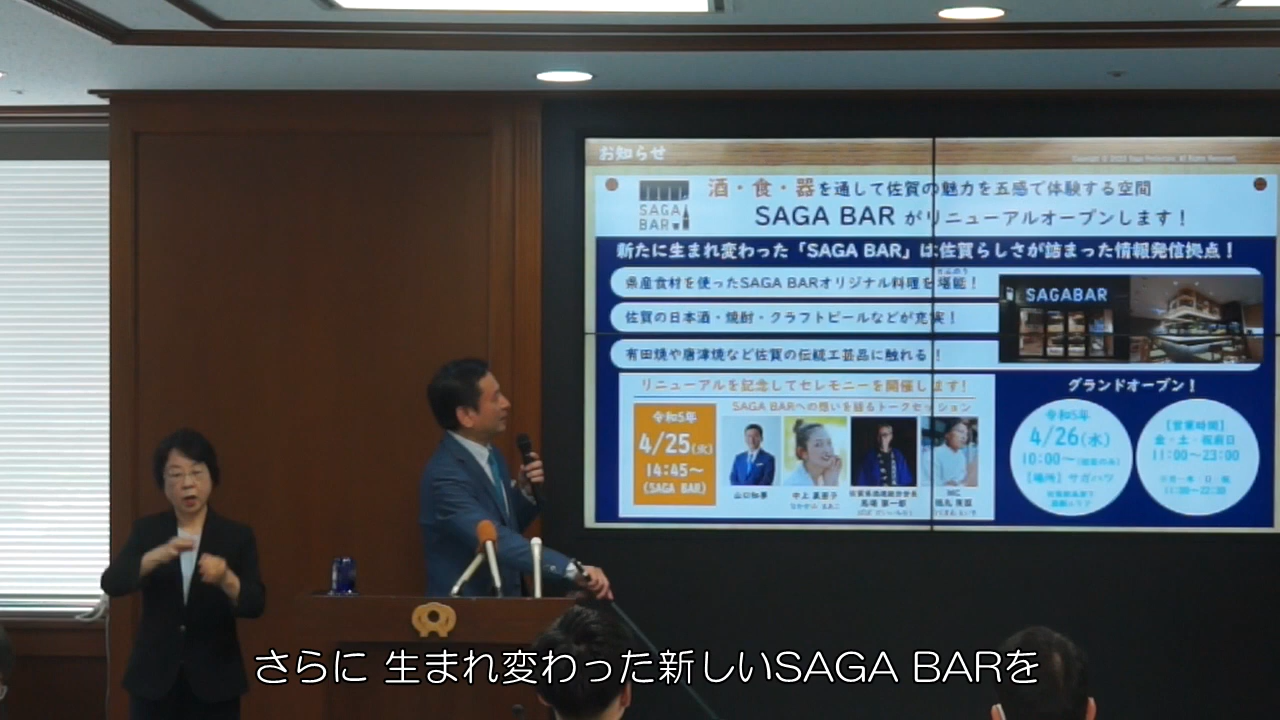 お知らせ
SAGA
BAR
酒・食・器を通して佐賀の魅力を五感で体験する空間
SAGA BAR がリニューアルオープンします！
新たに生まれ変わった「SAGA BAR」は佐賀らしさが詰まった情報発信拠点！
県産食材を使ったSAGA BARオリジナル料理を堪能！
佐賀の日本酒・焼酎・クラフトビールなどが充実！
有田焼や唐津焼など佐賀の伝統工芸品に触れる！
SAGABAR
リニューアルを記念してセレモニーを開催します！
SAGA BARへの想いを語るトークセッション
令和5年
4/25(火)
14:45～
(SAGA BAR)
山口知事
MC
グランドオープン！
令和5年
4/26(水)
10:00～
【場所】サガハツ
【営業時間】
金・土・祝前日
11:00～23:00
11:00～22:00
さらに 生まれ変わった新しいSAGA BARを